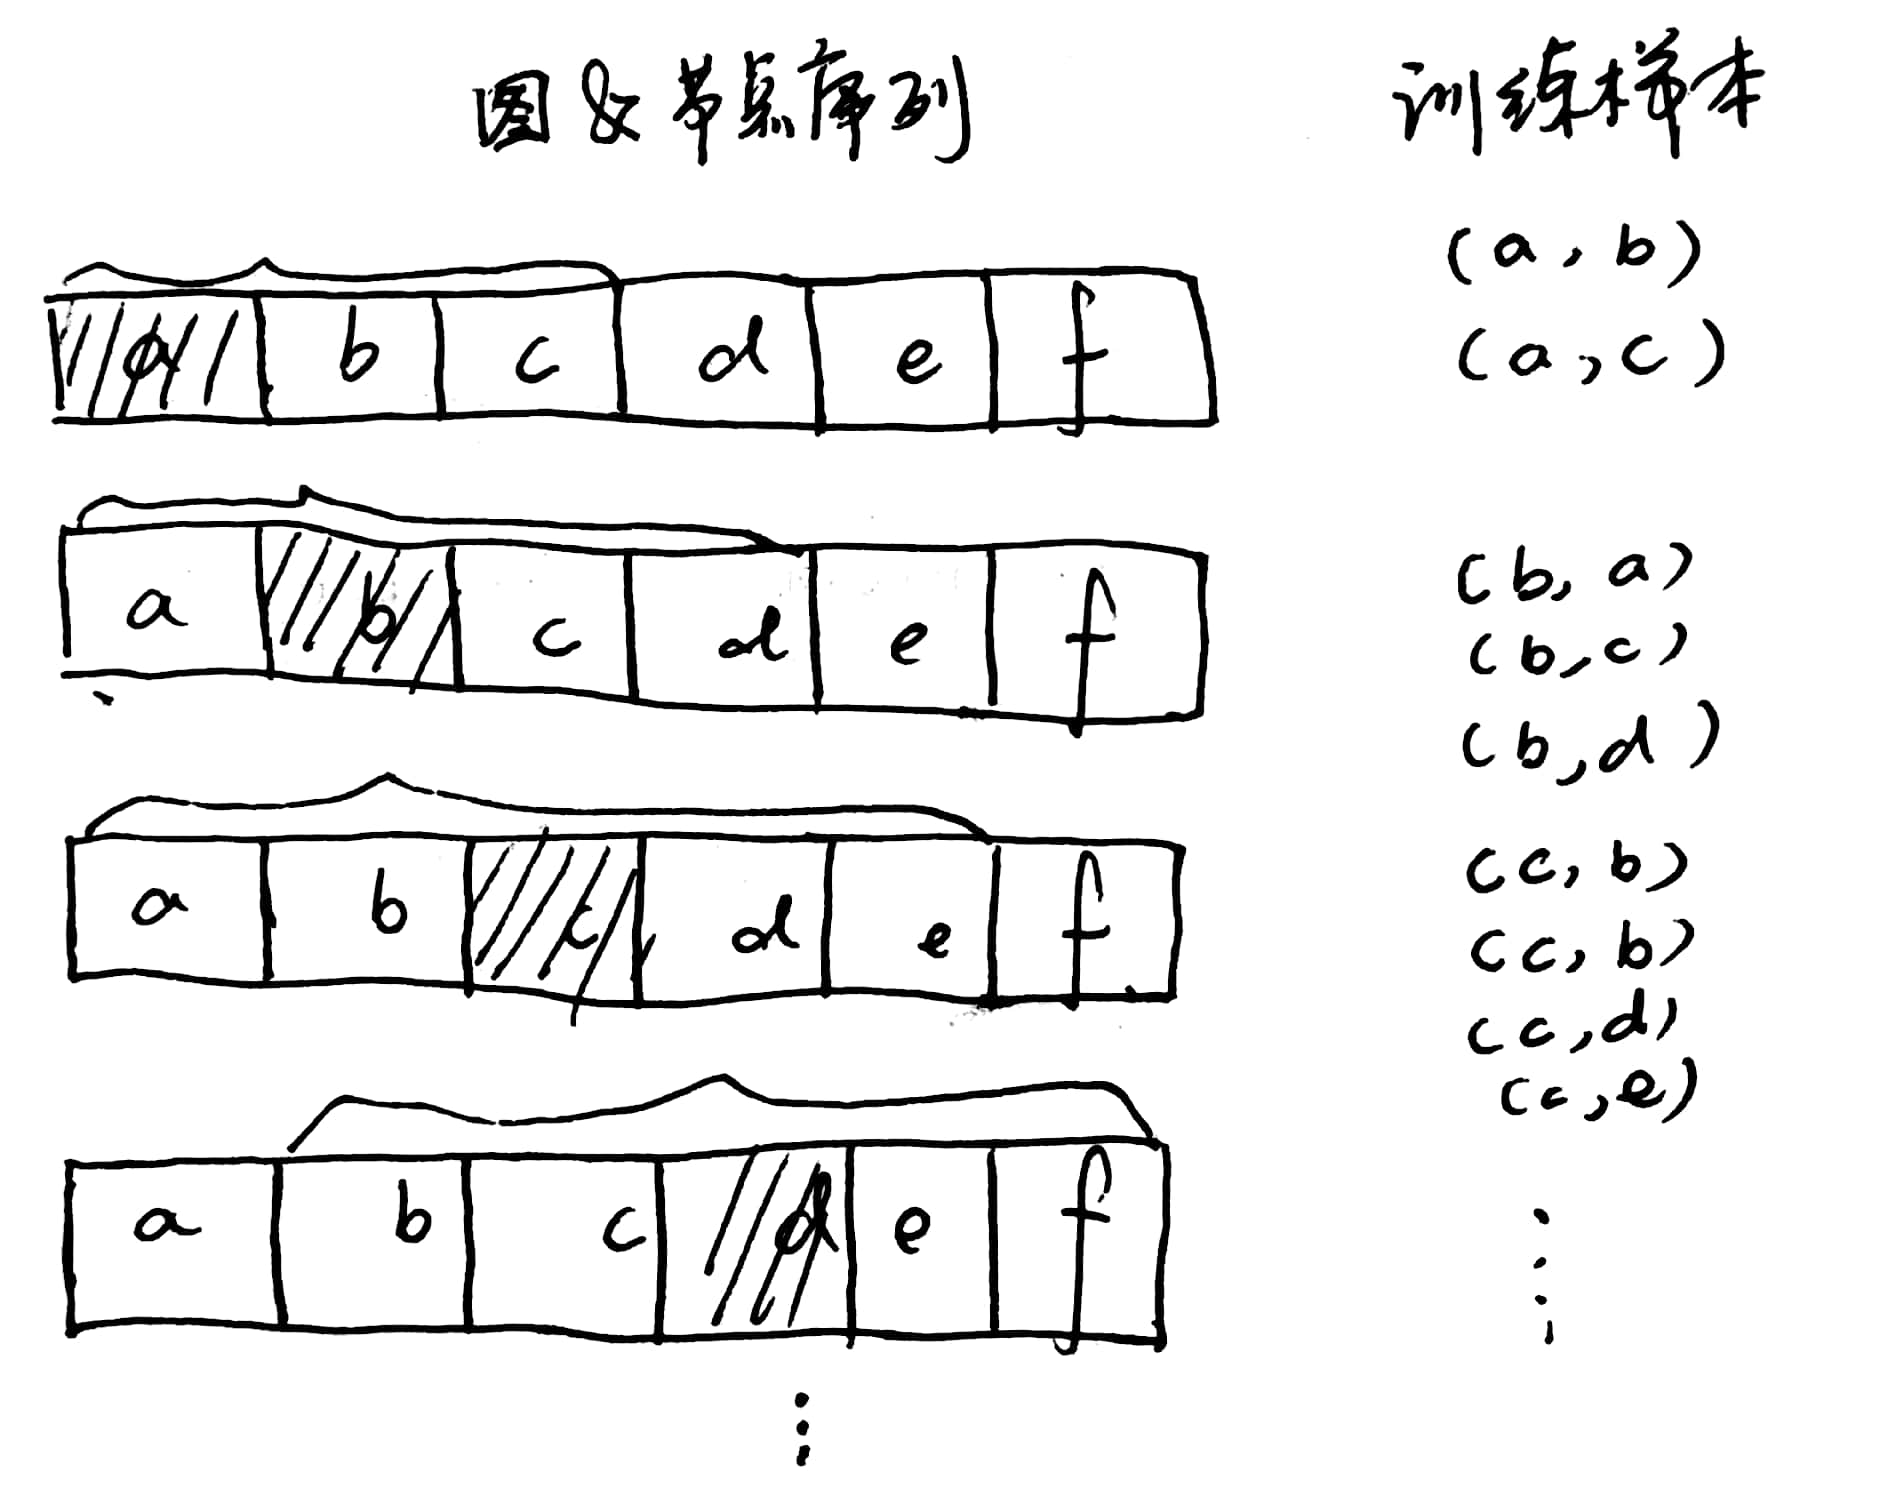 图&节点序列
训练样本
a b c d e f
(a,b)
(a,c)
a b c d e f
(b,a)
(b,c)
(b,d)
a b c d e f
(c,b)
(c,b)
(c,d)
(c,e)
a b c d e f